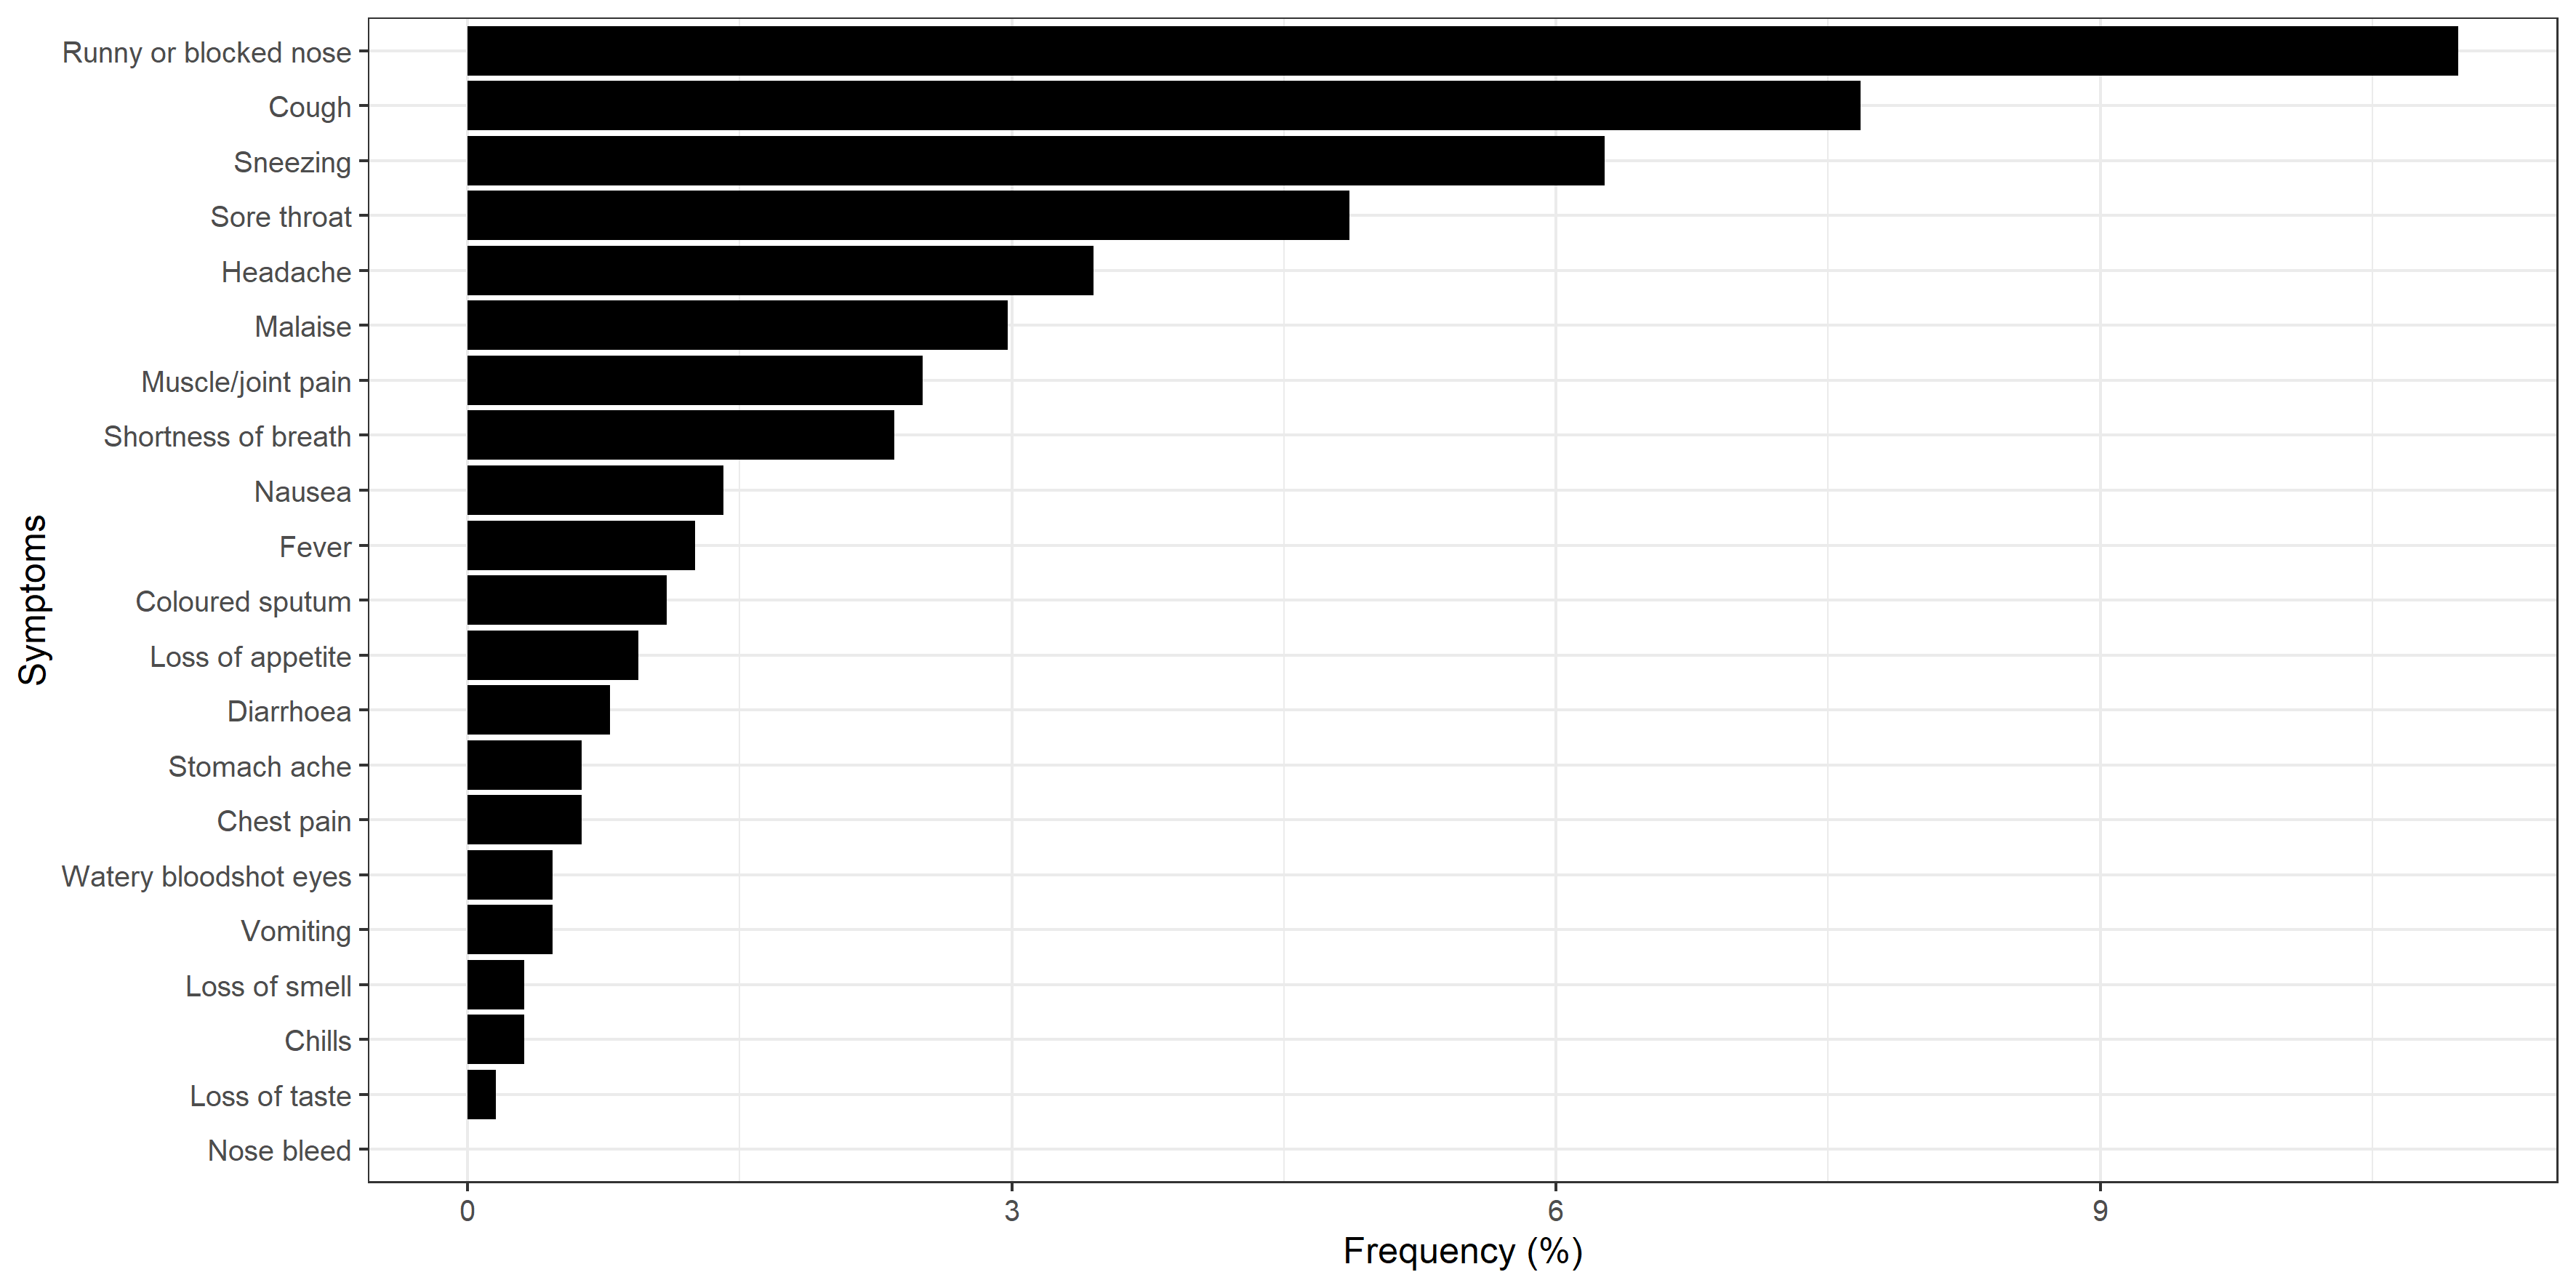 Runny or blocked nose
Cough
Sneezing
Sore throat
Headache
Malaise
Muscle/joint pain
Shortness of breath
Nausea
Fever
Coloured sputum
Loss of appetite
Diarrhoea
Stomach ache
Chest pain
Watery bloodshot eyes
Vomiting
Loss of smell
Chills
Loss of taste
Nose bleed
Symptoms
0 3 6 9
Frequency (%)